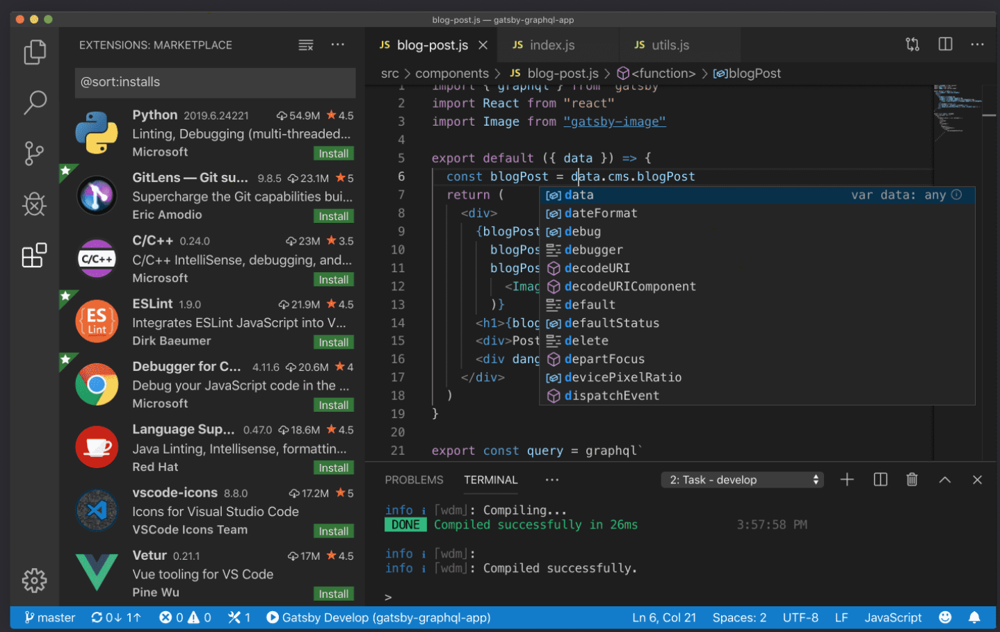 blog-post.js — gatsby-graphql-app
EXTENSIONS: MARKETPLACE
@sort:installs
Python 2019.6.24221 54.9M 4.5
Linting, Debugging (multi-threaded...
Microsoft Install
GitLens — Git su... 9.8.5 23.1M 5
Supercharge the Git capabilities bui...
Eric Amodio Install
C/C++
C/C++ 0.24.0 23M 3.5
C/C++ IntelliSense, debugging, and...
Microsoft Install
ES
Lint
ESLint 1.9.0 21.9M 4.5
Integrates ESLint JavaScript into V...
Dirk Baeumer Install
Debugger for C... 4.11.6 20.6M 4
Debug your JavaScript code in the ...
Microsoft Install
Language Sup... 0.47.0 18.6M 4.5
Java Linting, Intellisense, formattin...
Red Hat Install
vscode-icons 8.8.0 17.2M 5
Icons for Visual Studio Code
VSCode Icons Team Install
Vetur 0.21.1 17M 4.5
Vue tooling for VS Code
Pine Wu Install
JS blog-post.js JS index.js JS utils.js
src > components > JS blog-post.js > <function> > blogPost
1 import { graphql } from "gatsby"
2 import React from "react"
3 import Image from "gatsby-image"
4
5 export default ({ data }) => {
6 const blogPost = data.cms.blogPost
7 return (
8 <div>
9 {blogPost
10 blogPos
11 blogPos
12 <Imag
13 )}
14 <h1>{blog
15 <div>Post
16 <div dang
17 </div>
18 )
19 }
20
21 export const query = graphql`
data var data: any
dateFormat
debug
debugger
decodeURI
decodeURIComponent
default
defaultStatus
delete
departFocus
devicePixelRatio
dispatchEvent
PROBLEMS TERMINAL ··· 2: Task - develop
info i ｢wdm｣: Compiling...
DONE Compiled successfully in 26ms 3:57:58 PM
info i ｢wdm｣:
info i ｢wdm｣: Compiled successfully.
>
master 0↓ 1↑ 0 0 1 Gatsby Develop (gatsby-graphql-app) Ln 6, Col 21 Spaces: 2 UTF-8 LF JavaScript